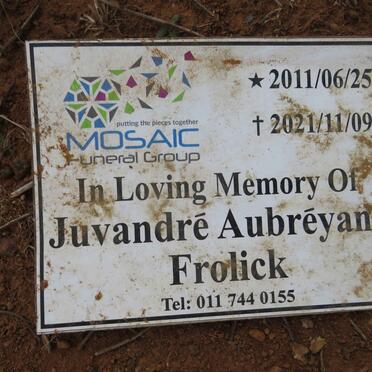 ★ 2011/06/25
† 2021/11/09
putting the pieces together
MOSAIC
Funeral Group
In Loving Memory Of
Juvandré Aubréyan
Frolick
Tel: 011 744 0155